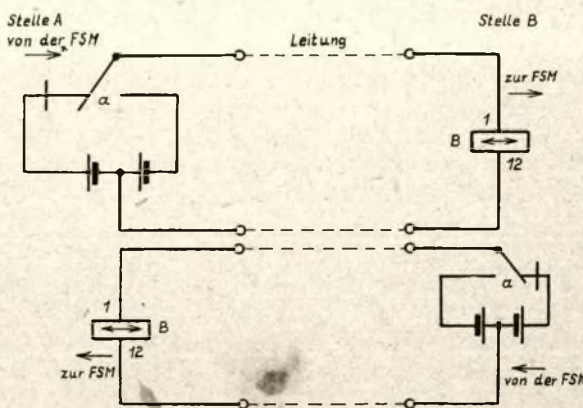 Stelle A
von der FSM
Leitung
Stelle B
zur FSM
a
1
B
12
a
1
B
12
zur FSM
von der FSM